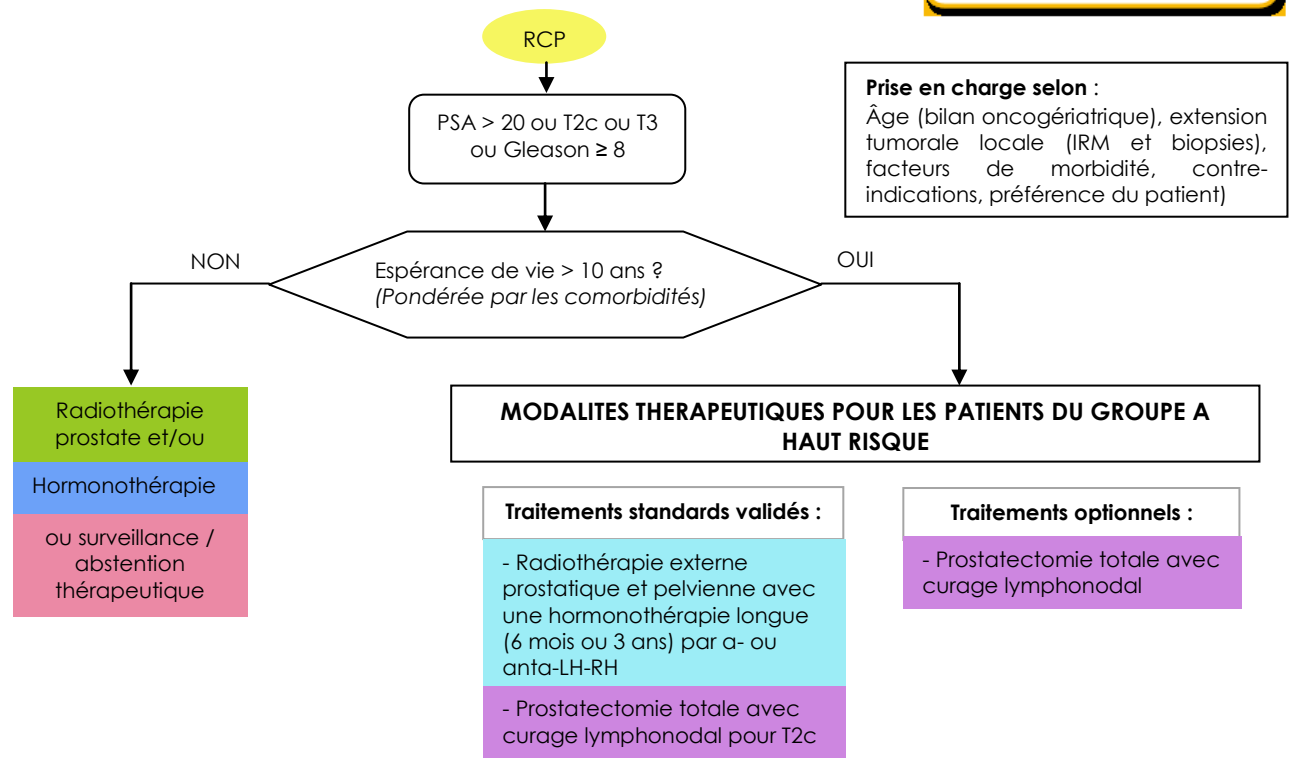 RCP
PSA > 20 ou T2c ou T3
ou Gleason ≥ 8
Prise en charge selon :
Âge (bilan oncogériatrique), extension
tumorale locale (IRM et biopsies),
facteurs de morbidité, contre-
indications, préférence du patient)
NON
Espérance de vie > 10 ans ?
(Pondérée par les comorbidités)
OUI
Radiothérapie
prostate et/ou
Hormonothérapie
ou surveillance /
abstention
thérapeutique
MODALITES THERAPEUTIQUES POUR LES PATIENTS DU GROUPE A
HAUT RISQUE
Traitements standards validés :
- Radiothérapie externe
prostatique et pelvienne avec
une hormonothérapie longue
(6 mois ou 3 ans) par a- ou
anta-LH-RH
- Prostatectomie totale avec
curage lymphonodal pour T2c
Traitements optionnels :
- Prostatectomie totale avec
curage lymphonodal